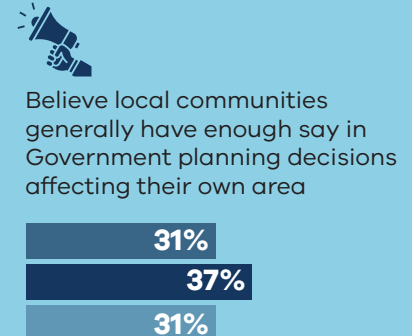 Believe local communities
generally have enough say in
Government planning decisions
affecting their own area
31%
37%
31%